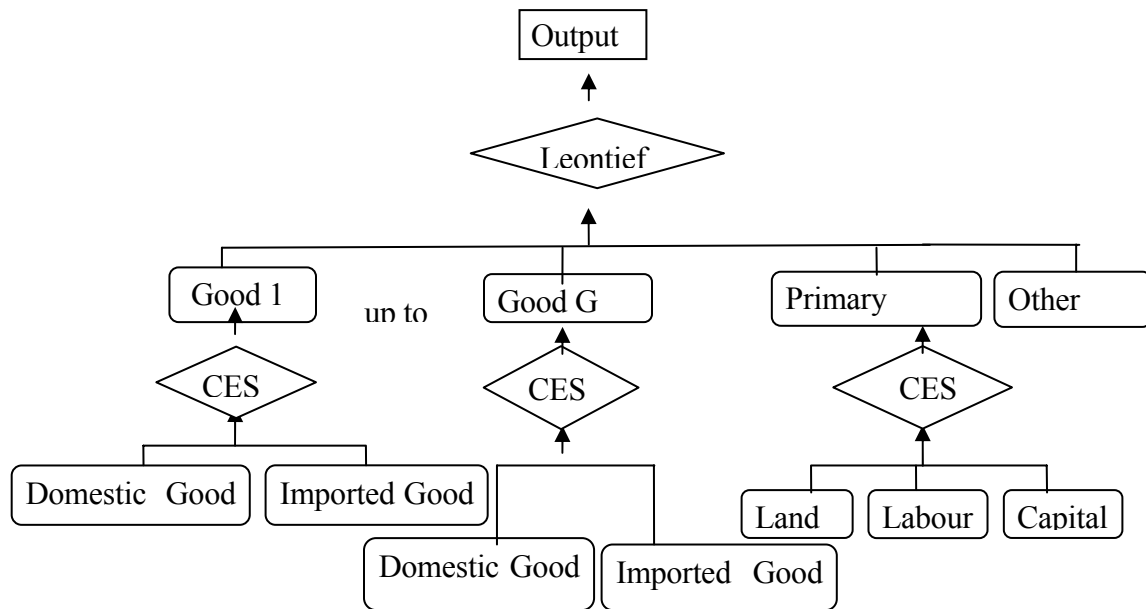 Output
Leontief
Good 1
up to
Good G
Primary
Other
CES
CES
CES
Domestic Good
Imported Good
Land
Labour
Capital
Domestic Good
Imported Good